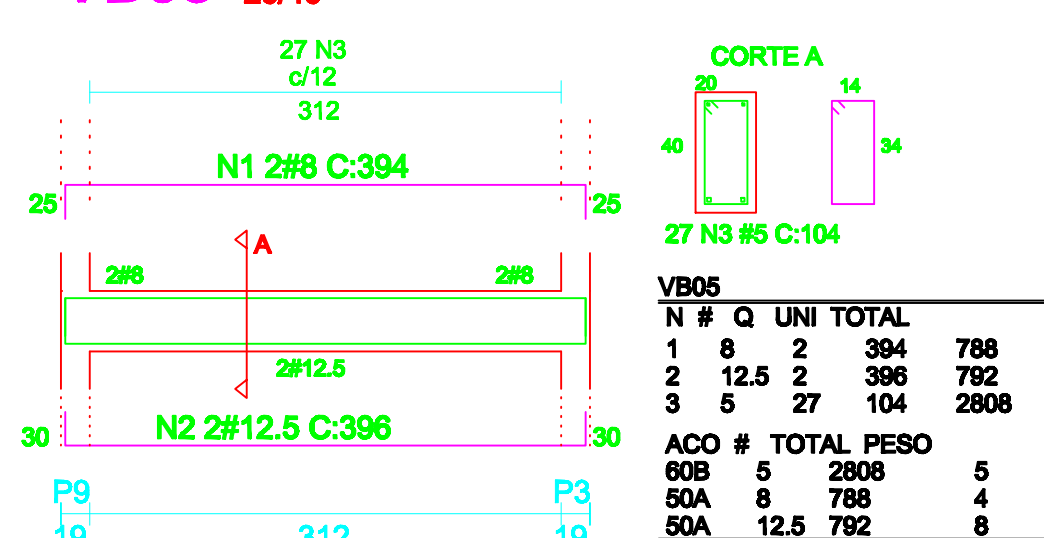 27 N3
c/12
312
N1 2#8 C:394
25 25
A
2#8 2#8
2#12.5
N2 2#12.5 C:396
30 30
P9 P3
19 312 19
CORTE A
20 14
40 34
27 N3 #5 C:104
VB05
N # Q UNI TOTAL
1 8 2 394 788
2 12.5 2 396 792
3 5 27 104 2808
ACO # TOTAL PESO
60B 5 2808 5
50A 8 788 4
50A 12.5 792 8